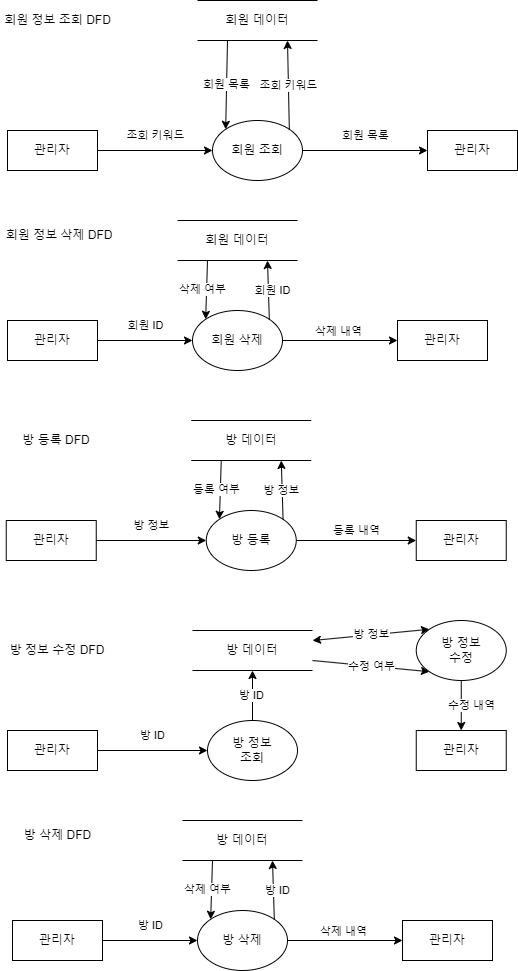 회원 정보 조회 DFD
회원 데이터
회원 목록
조회 키워드
관리자
조회 키워드
회원 조회
회원 목록
관리자
회원 정보 삭제 DFD
회원 데이터
삭제 여부
회원 ID
관리자
회원 ID
회원 삭제
삭제 내역
관리자
방 등록 DFD
방 데이터
등록 여부
방 정보
관리자
방 정보
방 등록
등록 내역
관리자
방 정보 수정 DFD
방 데이터
방 정보
수정 여부
방 정보
수정
방 ID
수정 내역
관리자
방 ID
방 정보
조회
관리자
방 삭제 DFD
방 데이터
삭제 여부
방 ID
관리자
방 ID
방 삭제
삭제 내역
관리자